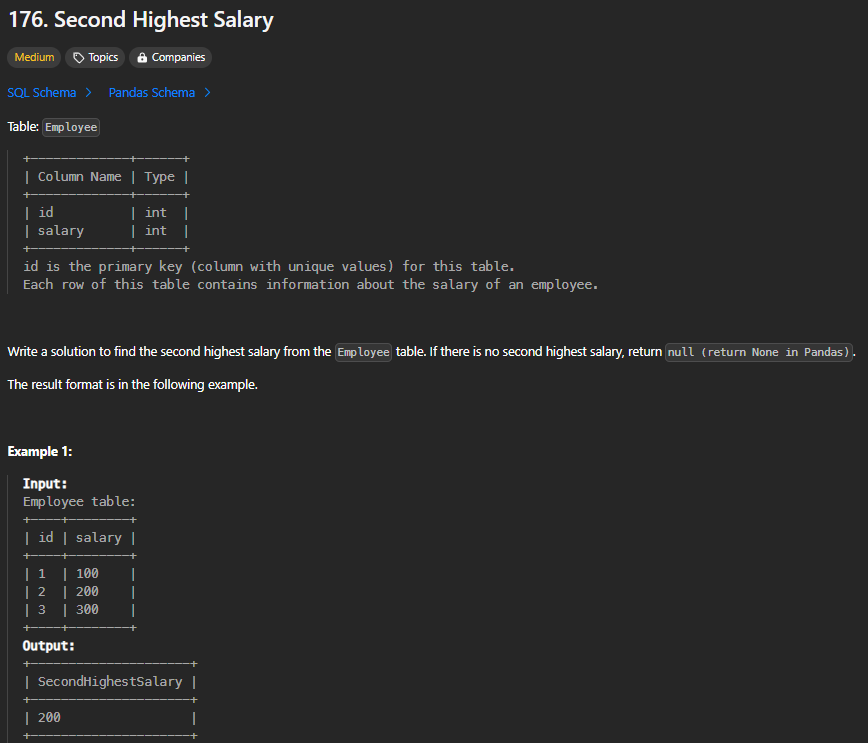 176. Second Highest Salary
Medium Topics Companies
SQL Schema > Pandas Schema >
Table: Employee
+-------------+------+
| Column Name | Type |
+-------------+------+
| id          | int  |
| salary      | int  |
+-------------+------+
id is the primary key (column with unique values) for this table.
Each row of this table contains information about the salary of an employee.
Write a solution to find the second highest salary from the Employee table. If there is no second highest salary, return null (return None in Pandas).
The result format is in the following example.
Example 1:
Input:
Employee table:
+----+--------+
| id | salary |
+----+--------+
| 1  | 100    |
| 2  | 200    |
| 3  | 300    |
+----+--------+
Output:
+---------------------+
| SecondHighestSalary |
+---------------------+
| 200                 |
+---------------------+